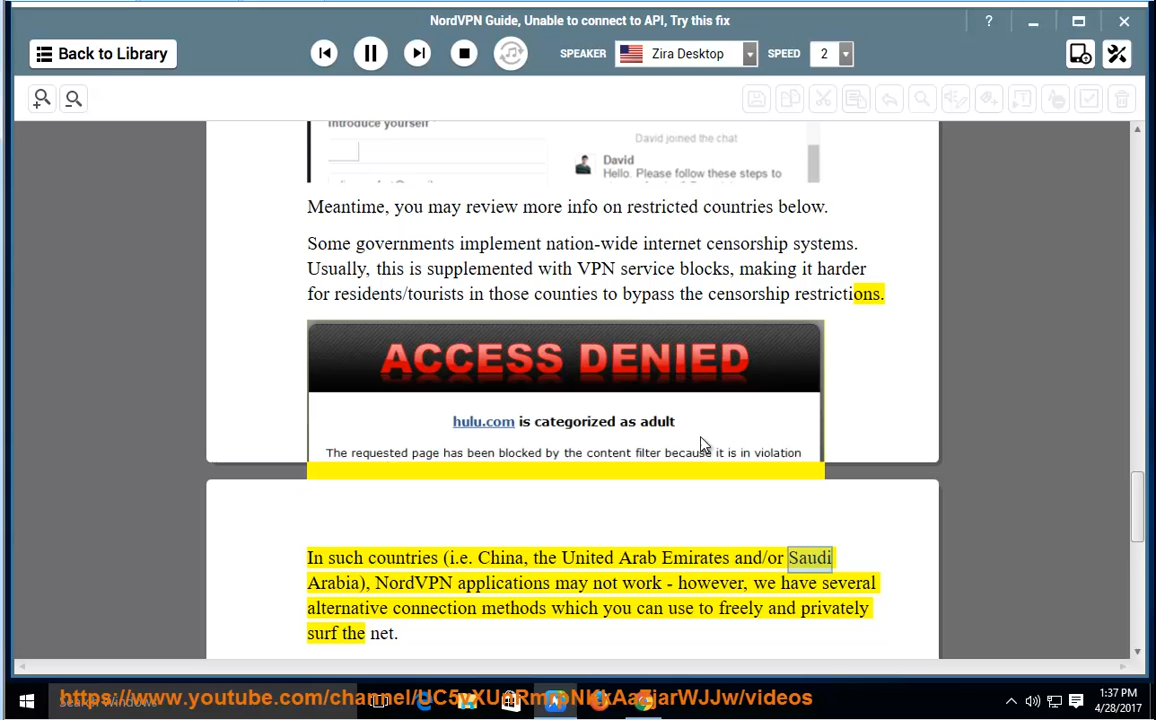 NordVPN Guide, Unable to connect to API, Try this fix
Back to Library
SPEAKER Zira Desktop SPEED 2
Introduce yourself *
David joined the chat
David
Hello. Please follow these steps to
Meantime, you may review more info on restricted countries below.
Some governments implement nation-wide internet censorship systems.
Usually, this is supplemented with VPN service blocks, making it harder
for residents/tourists in those counties to bypass the censorship restrictions.
ACCESS DENIED
hulu.com is categorized as adult
The requested page has been blocked by the content filter because it is in violation
In such countries (i.e. China, the United Arab Emirates and/or Saudi
Arabia), NordVPN applications may not work - however, we have several
alternative connection methods which you can use to freely and privately
surf the net.
1:37 PM
4/28/2017